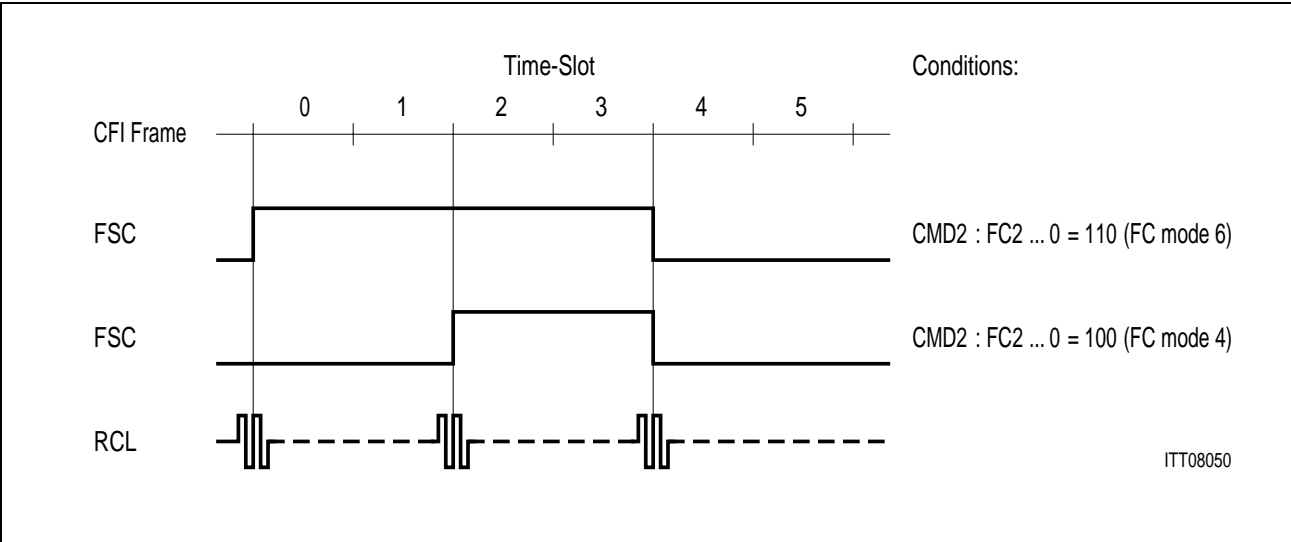 Time-Slot Conditions:
0 1 2 3 4 5
CFI Frame
FSC CMD2 : FC2 ... 0 = 110 (FC mode 6)
FSC CMD2 : FC2 ... 0 = 100 (FC mode 4)
RCL
ITT08050